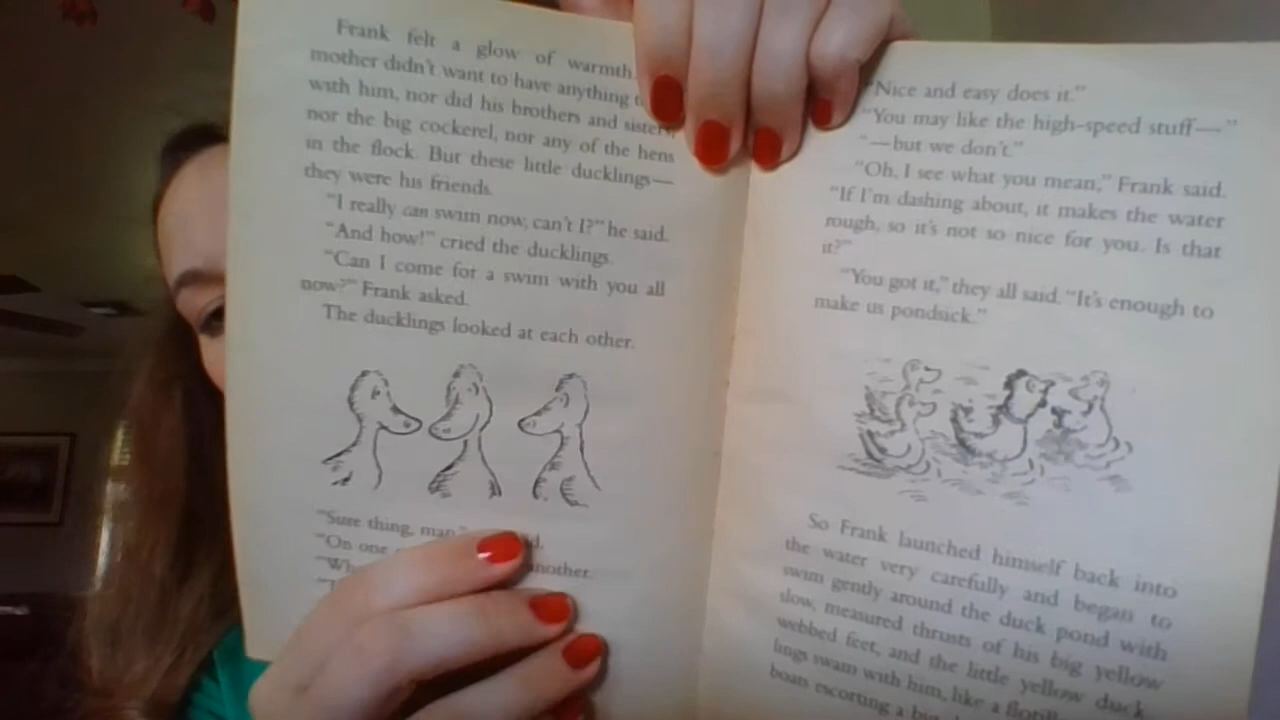 Frank felt a glow of warmth.
mother didn't want to have anything
with him, nor did his brothers and sisters,
nor the big cockerel, nor any of the hens
in the flock. But these little ducklings—
they were his friends.
"I really can swim now, can't I?" he said.
"And how!" cried the ducklings.
"Can I come for a swim with you all
now?" Frank asked.
The ducklings looked at each other.
"Sure thing, man,"
"On one another.
"Nice and easy does it."
"You may like the high-speed stuff—"
"—but we don't."
"Oh, I see what you mean," Frank said.
"If I'm dashing about, it makes the water
rough, so it's not so nice for you. Is that
it?"
"You got it," they all said. "It's enough to
make us pondsick."
So Frank launched himself back into
the water very carefully and began to
swim gently around the duck pond with
slow, measured thrusts of his big yellow
webbed feet, and the little yellow duck
lings swam with him, like a
boats escorting a